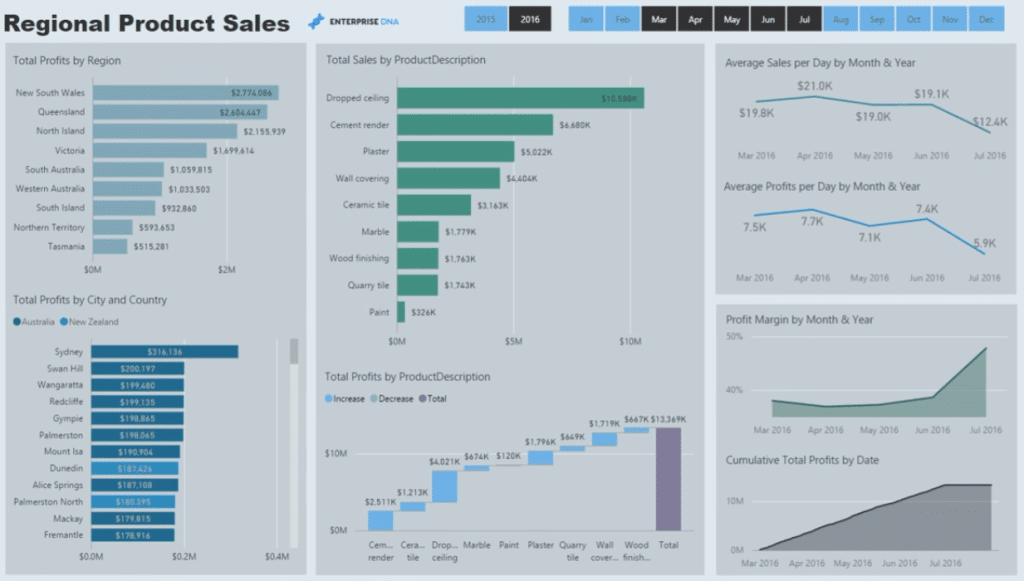 Regional Product Sales
ENTERPRISE DNA
2015 2016
Jan Feb Mar Apr May Jun Jul Aug Sep Oct Nov Dec
Total Profits by Region
New South Wales $2,774,086
Queensland $2,604,447
North Island $2,155,939
Victoria $1,699,614
South Australia $1,059,815
Western Australia $1,033,503
South Island $932,860
Northern Territory $593,653
Tasmania $515,281
$0M $2M
Total Profits by City and Country
Australia New Zealand
Sydney $316,136
Swan Hill $200,197
Wangaratta $199,480
Redcliffe $199,135
Gympie $198,865
Palmerston $198,065
Mount Isa $190,904
Dunedin $187,426
Alice Springs $187,108
Palmerston North $180,395
Mackay $179,815
Fremantle $178,916
$0.0M $0.2M $0.4M
Total Sales by ProductDescription
Dropped ceiling $10,588K
Cement render $6,680K
Plaster $5,022K
Wall covering $4,404K
Ceramic tile $3,163K
Marble $1,779K
Wood finishing $1,763K
Quarry tile $1,743K
Paint $326K
$0M $5M $10M
Total Profits by ProductDescription
Increase Decrease Total
$2,511K $1,213K $4,021K $674K $120K $1,796K $649K $1,719K $667K $13,369K
$10M
$0M
Cem... Cera... Drop... Marble Paint Plaster Quarry Wall Wood Total
render tile ceiling tile cover... finish...
Average Sales per Day by Month & Year
$19.8K $21.0K $19.0K $19.1K $12.4K
Mar 2016 Apr 2016 May 2016 Jun 2016 Jul 2016
Average Profits per Day by Month & Year
7.5K 7.7K 7.1K 7.4K 5.9K
Mar 2016 Apr 2016 May 2016 Jun 2016 Jul 2016
Profit Margin by Month & Year
50%
40%
Mar 2016 Apr 2016 May 2016 Jun 2016 Jul 2016
Cumulative Total Profits by Date
10M
0M
Mar 2016 Apr 2016 May 2016 Jun 2016 Jul 2016